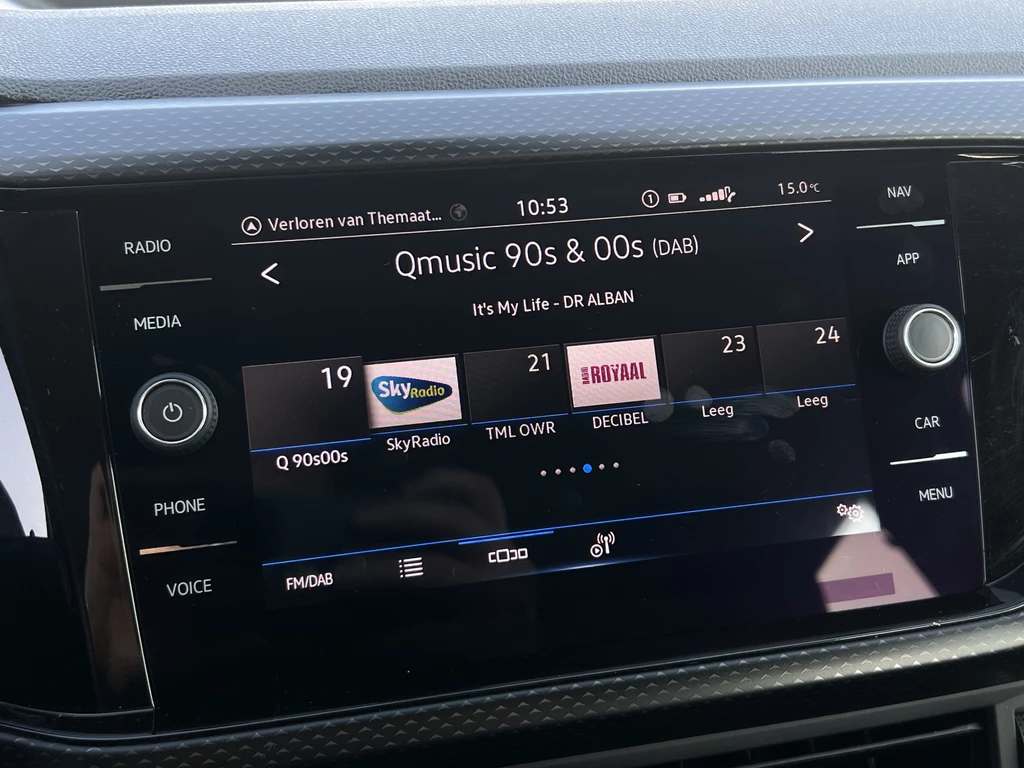 Verloren van Themaat... 10:53 1 15.0°C
NAV
RADIO
< Qmusic 90s & 00s (DAB) >
APP
It's My Life - DR ALBAN
MEDIA
19 SkyRadio 21 RADIO ROYAAL 23 24
Q 90s00s SkyRadio TML OWR DECIBEL Leeg Leeg
CAR
PHONE
MENU
VOICE
FM/DAB